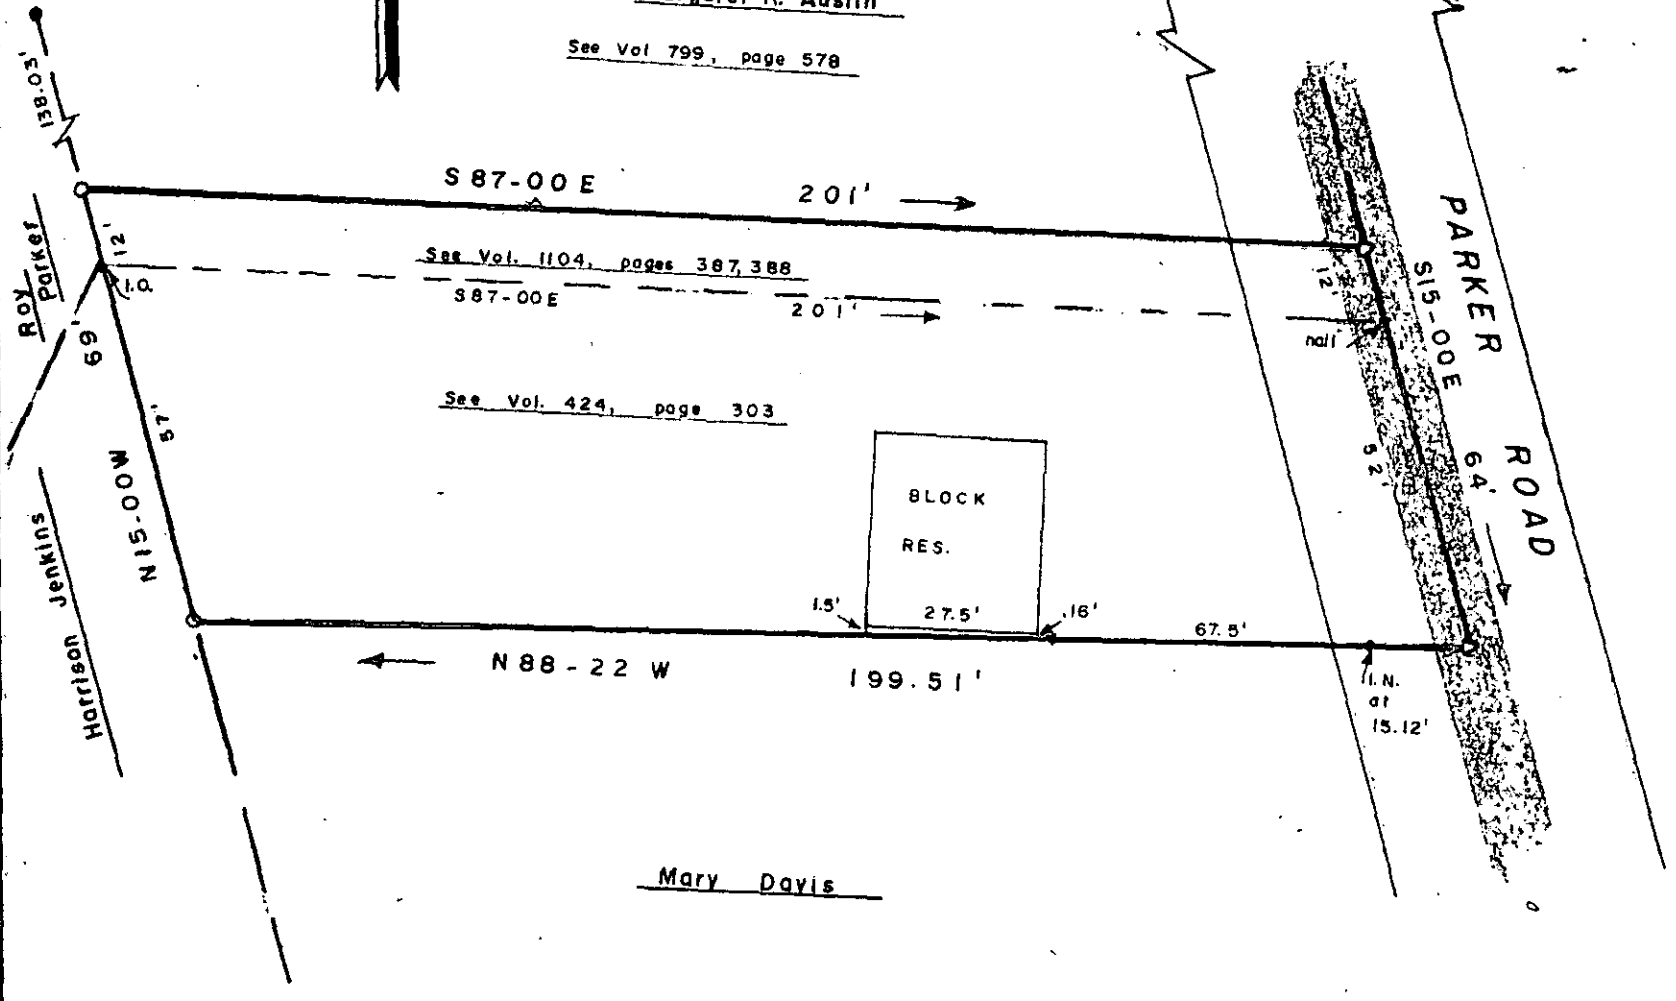 R. Austin
See Vol 799, page 578
138.03'
S 87-00 E
201'
Roy
Parker
12'
See Vol. 1104, pages 387, 388
S87-00E
201'
12'
nail
PARKER
ROAD
S15-00E
69'
57'
N15-00W
See Vol. 424, page 303
52'
64'
Harrison Jenkins
BLOCK
RES.
1.5'
27.5'
.16'
67.5'
N 88-22 W
199.51'
I.N.
at
15.12'
Mary Davis